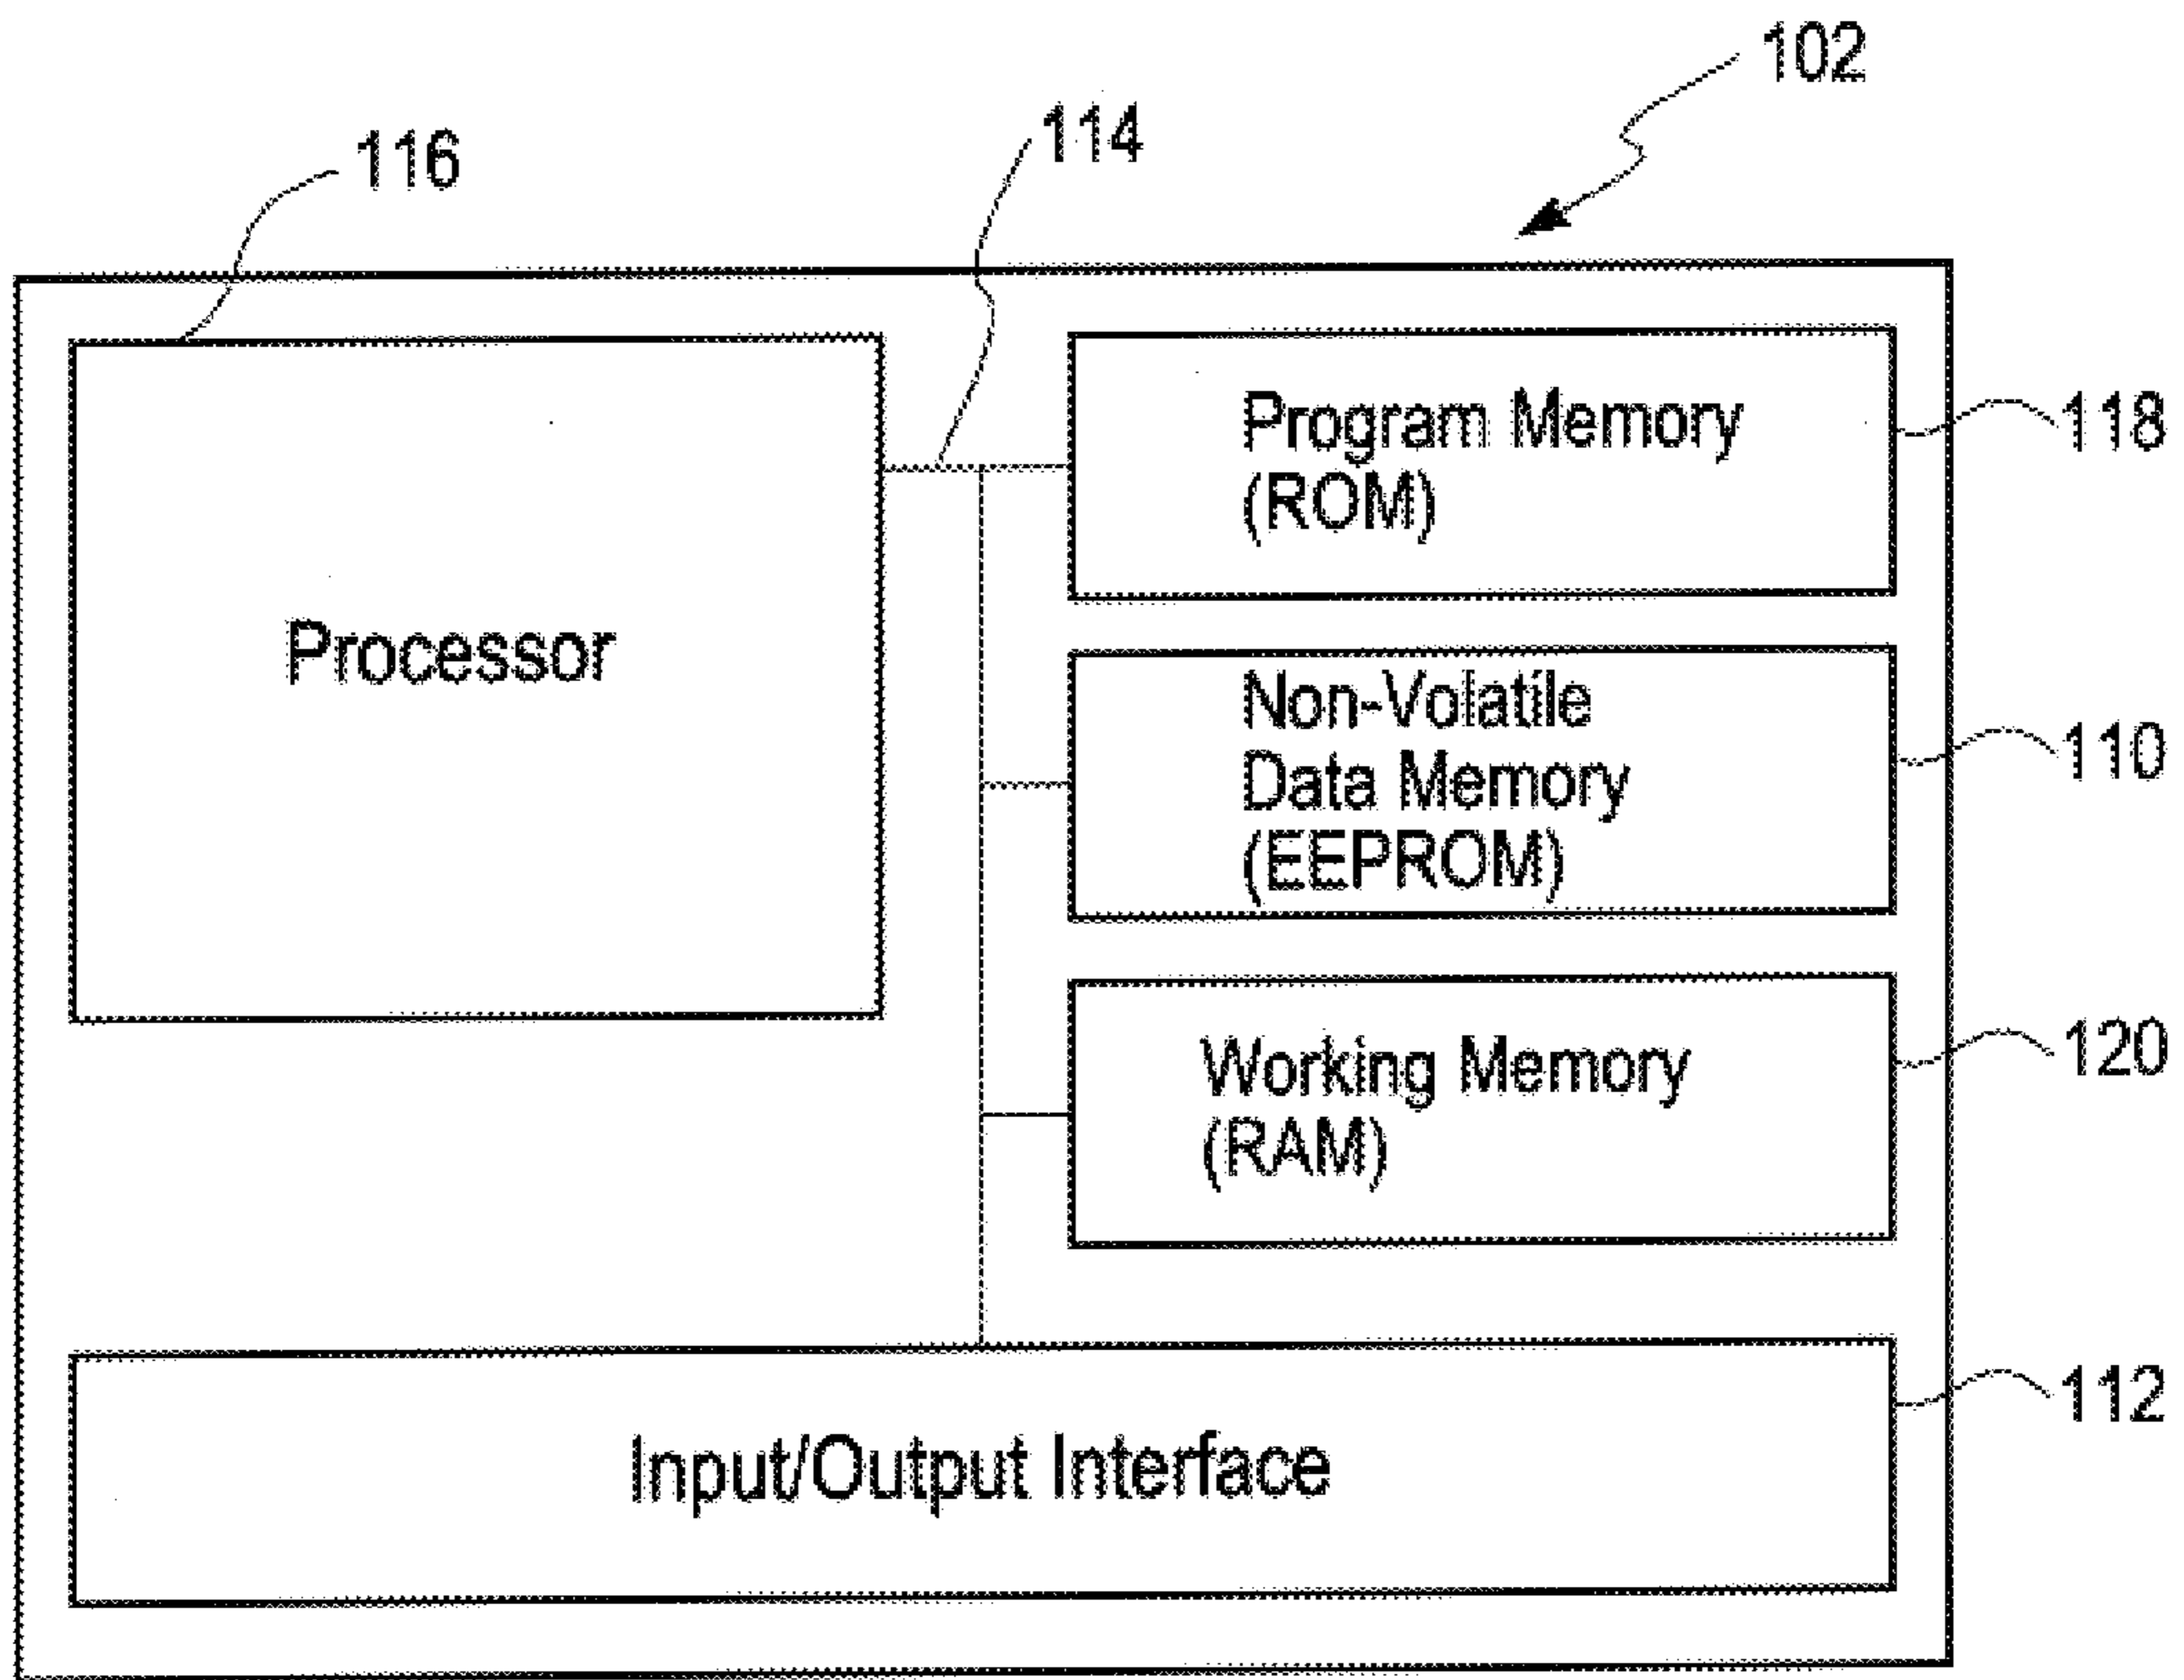 102
114
116
Program Memory
(ROM)
118
Processor
Non-Volatile
Data Memory
(EEPROM)
110
Working Memory
(RAM)
120
Input/Output Interface
112